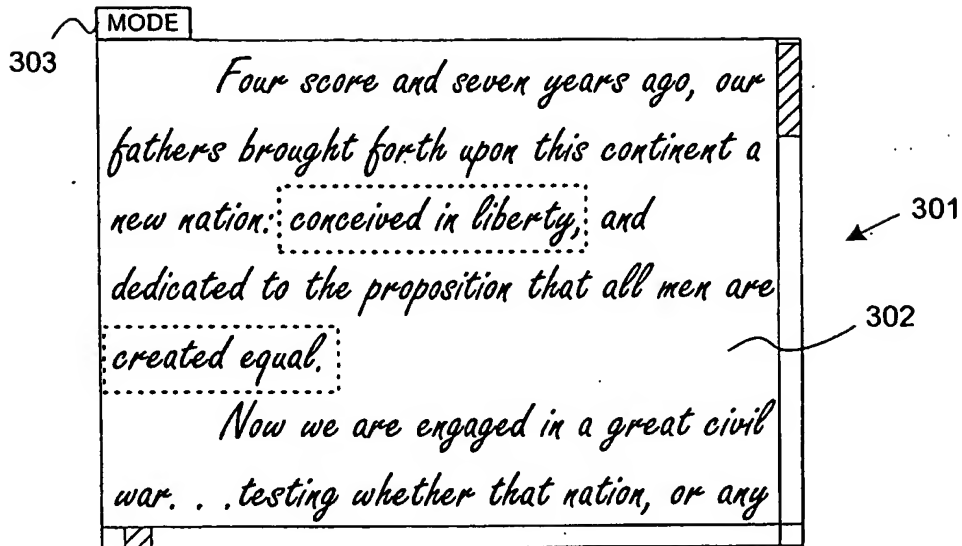 MODE
303
Four score and seven years ago, our
fathers brought forth upon this continent a
new nation: conceived in liberty, and
301
dedicated to the proposition that all men are
302
created equal.
Now we are engaged in a great civil
war. . .testing whether that nation, or any